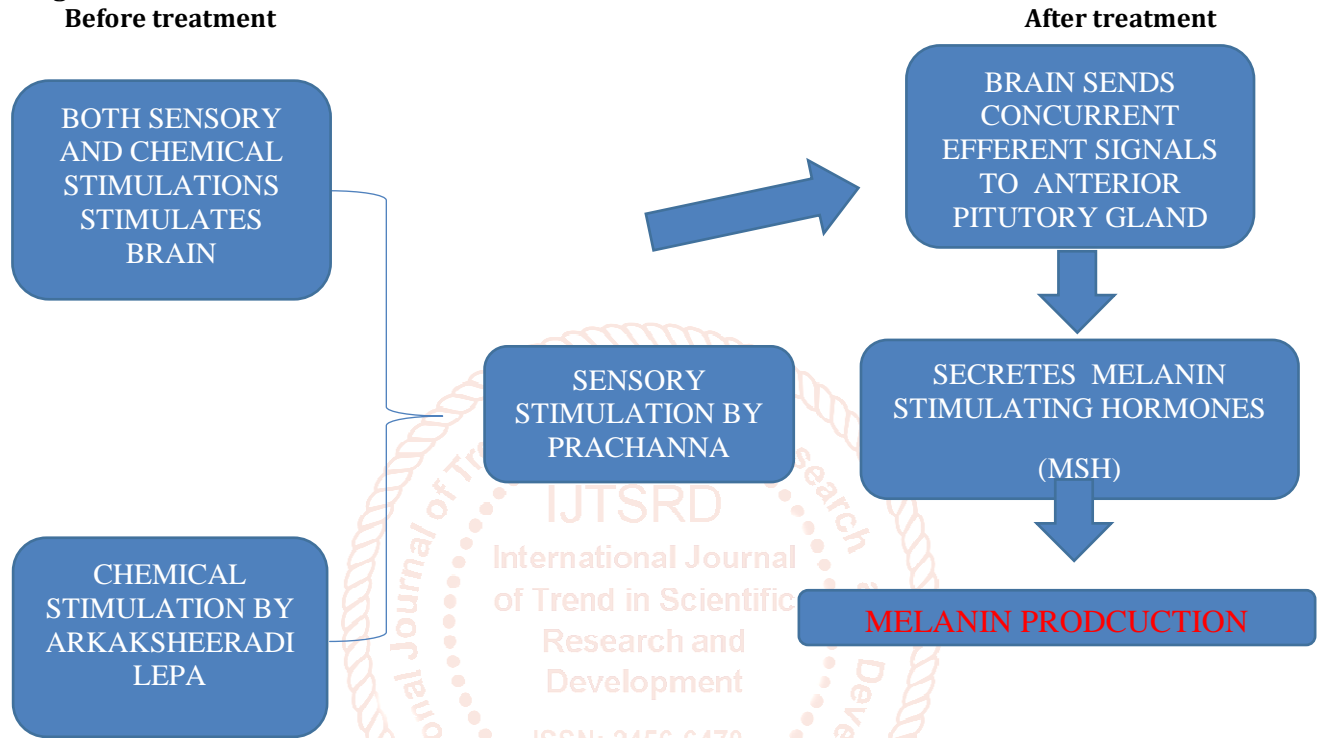 Before treatment
After treatment
BOTH SENSORY
AND CHEMICAL
STIMULATIONS
STIMULATES
BRAIN
BRAIN SENDS
CONCURRENT
EFFERENT SIGNALS
TO ANTERIOR
PITUTORY GLAND
SENSORY
STIMULATION BY
PRACHANNA
SECRETES MELANIN
STIMULATING HORMONES
(MSH)
CHEMICAL
STIMULATION BY
ARKAKSHEERADI
LEPA
MELANIN PRODCUCTION
IJTSRD
International Journal
of Trend in Scientific
Research and
Development